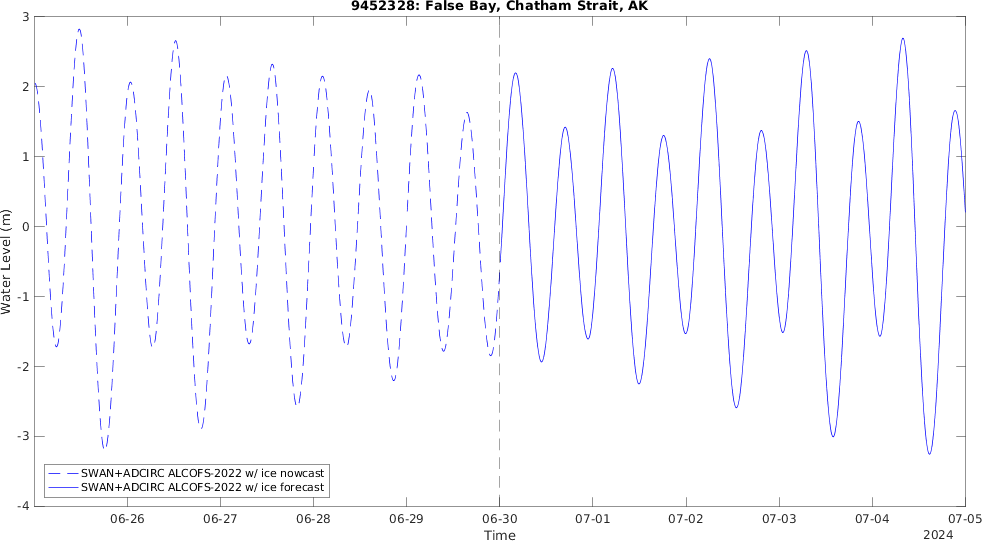 9452328: False Bay, Chatham Strait, AK
3
2
1
0
-1
-2
-3
-4
Water Level (m)
SWAN+ADCIRC ALCOFS-2022 w/ ice nowcast
SWAN+ADCIRC ALCOFS-2022 w/ ice forecast
06-26 06-27 06-28 06-29 06-30 07-01 07-02 07-03 07-04 07-05
Time
2024